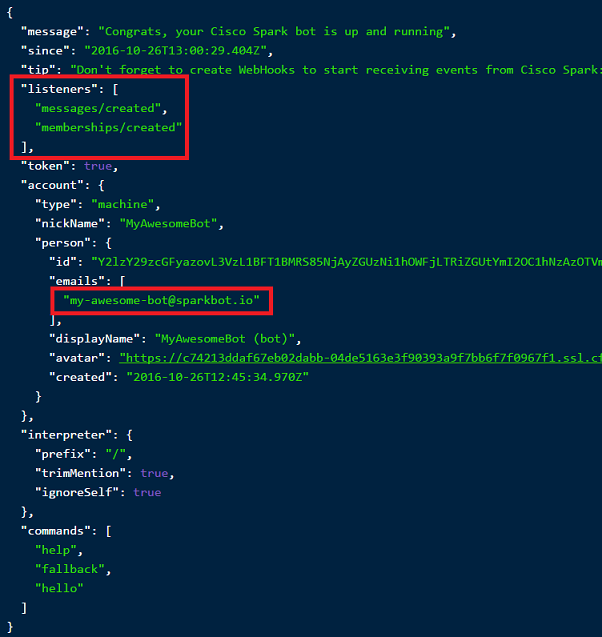 {
"message": "Congrats, your Cisco Spark bot is up and running",
"since": "2016-10-26T13:00:29.404Z",
"tip": "Don't forget to create WebHooks to start receiving events from Cisco Spark:
"listeners": [
"messages/created",
"memberships/created"
],
"token": true,
"account": {
"type": "machine",
"nickName": "MyAwesomeBot",
"person": {
"id": "Y2lzY29zcGFyazovL3VzL1BFT1BMRS85NjAyZGUzNi1hOWFjLTRiZGUtYmI2OC1hNzAzOTVm
"emails": [
"my-awesome-bot@sparkbot.io"
],
"displayName": "MyAwesomeBot (bot)",
"avatar": "https://c74213ddaf67eb02dabb-04de5163e3f90393a9f7bb6f7f0967f1.ssl.cf
"created": "2016-10-26T12:45:34.970Z"
}
},
"interpreter": {
"prefix": "/",
"trimMention": true,
"ignoreSelf": true
},
"commands": [
"help",
"fallback",
"hello"
]
}